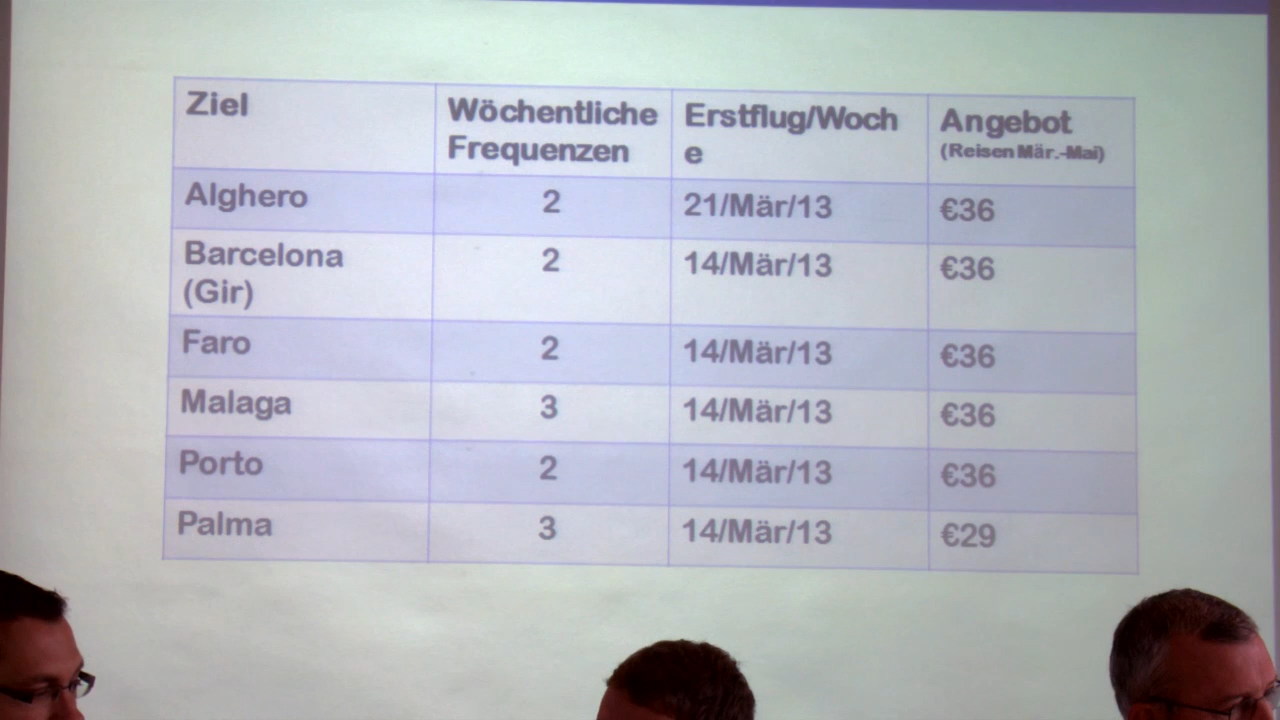 Ziel Wöchentliche Erstflug/Woch Angebot
Frequenzen e (Reisen Mär.-Mai)
Alghero 2 21/Mär/13 €36
Barcelona 2 14/Mär/13 €36
(Gir)
Faro 2 14/Mär/13 €36
Malaga 3 14/Mär/13 €36
Porto 2 14/Mär/13 €36
Palma 3 14/Mär/13 €29